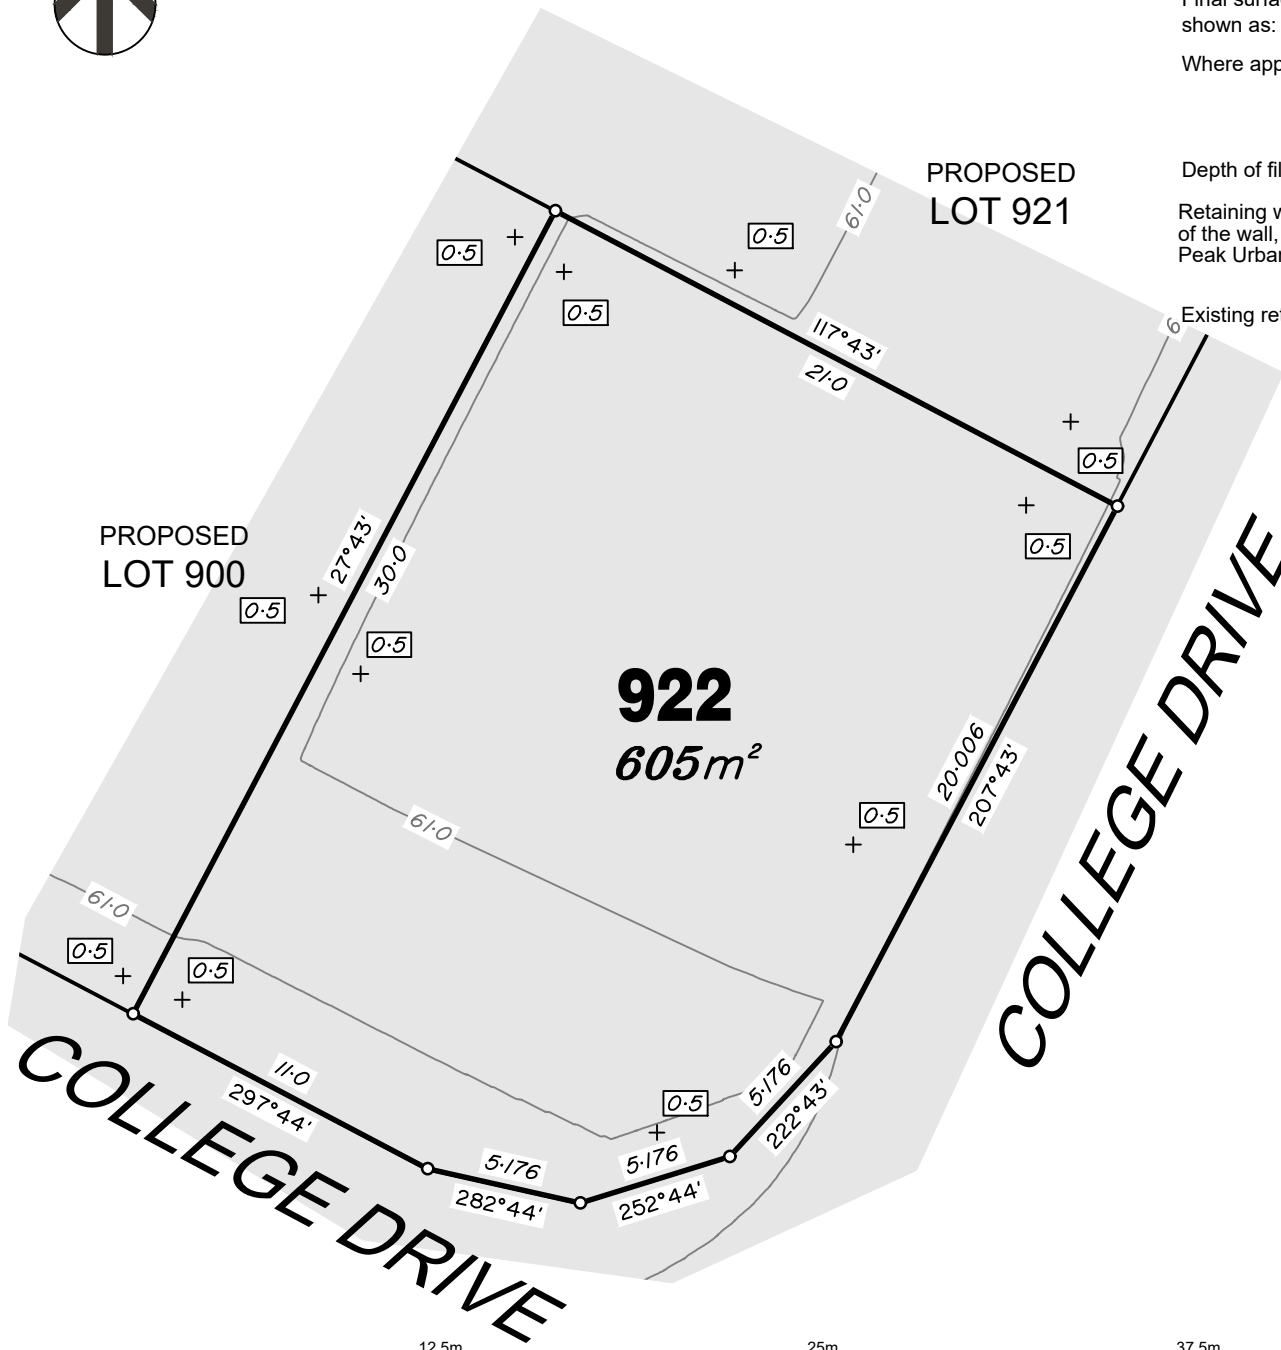 Final surfa
shown as:
Where app
PROPOSED
LOT 921
Depth of fil
Retaining w
of the wall,
Peak Urban
Existing ret
61·0
0·5
0·5
0·5
117°43'
21·0
6
0·5
0·5
PROPOSED
LOT 900
27°43'
30·0
0·5
0·5
922
605m²
20·006
207°43'
COLLEGE DRIVE
0·5
61·0
61·0
0·5
0·5
11·0
297°44'
0·5
5·176
222°43'
5·176
282°44'
5·176
252°44'
COLLEGE DRIVE
12.5m 25m 37.5m